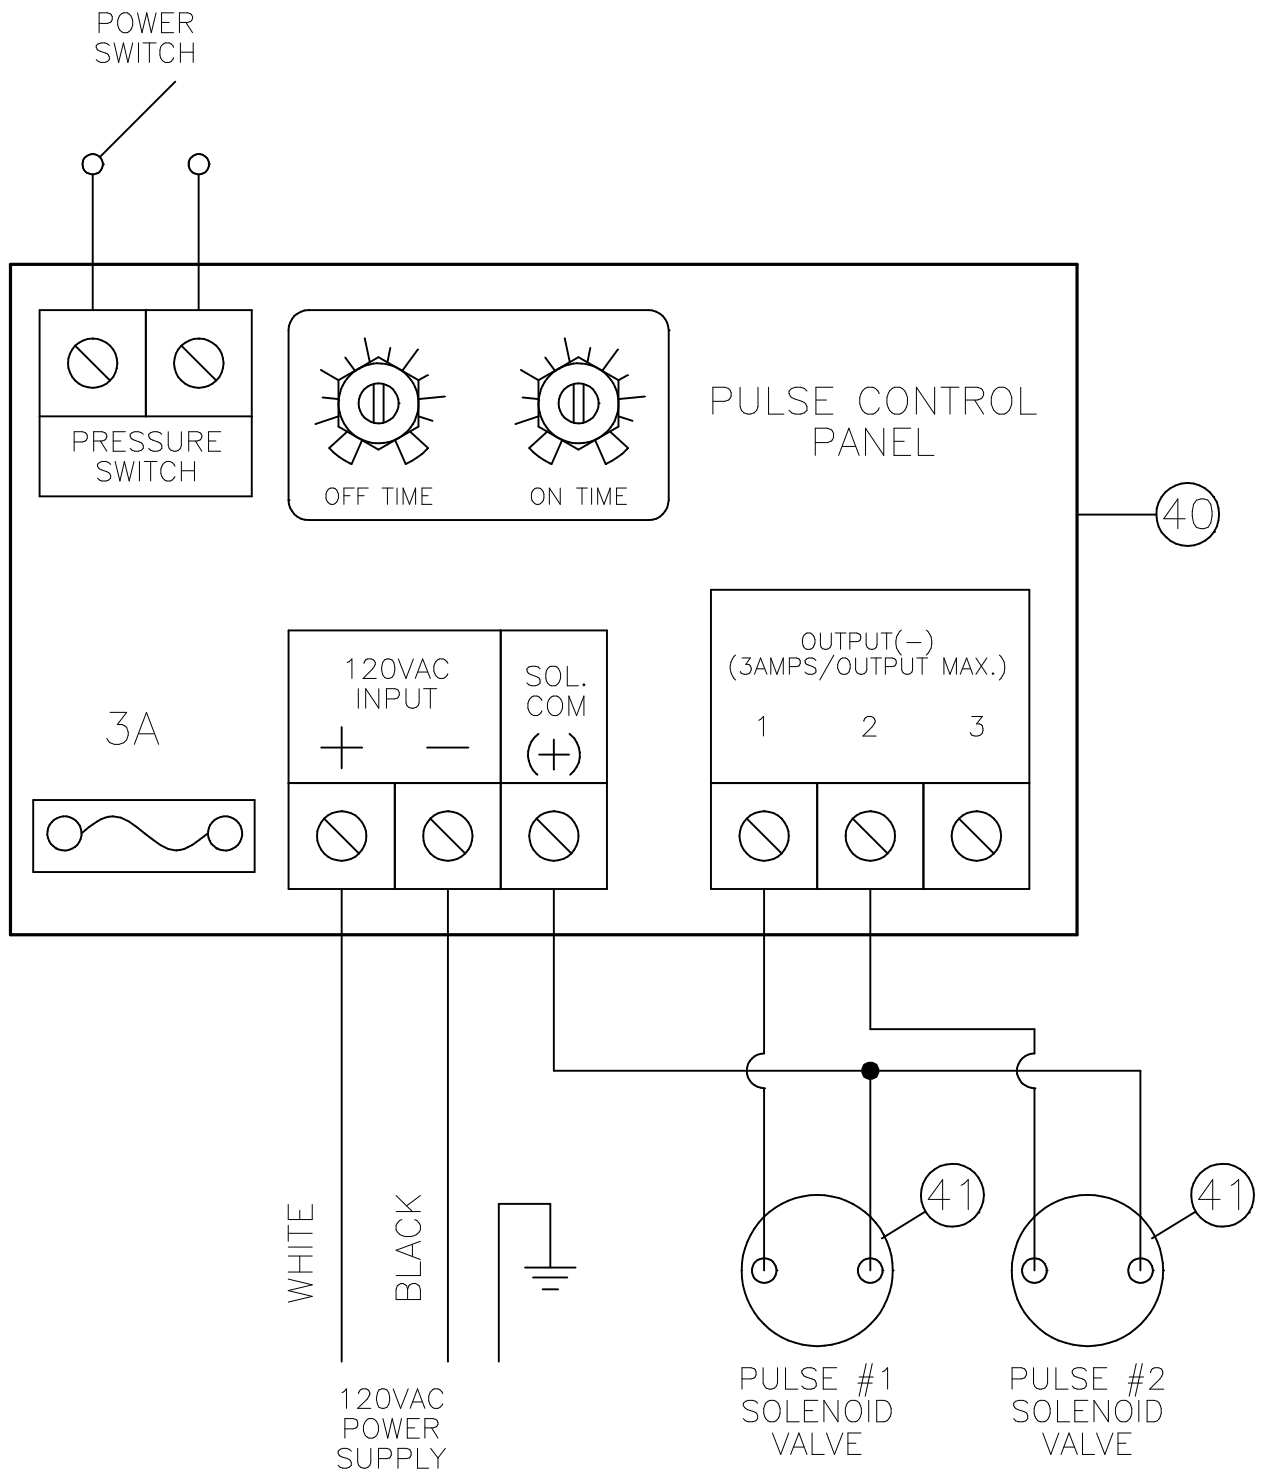 POWER
SWITCH
PRESSURE
SWITCH
OFF TIME
ON TIME
PULSE CONTROL
PANEL
40
3A
120VAC
INPUT
+ −
SOL.
COM
(+)
OUTPUT(−)
(3AMPS/OUTPUT MAX.)
1 2 3
WHITE
BLACK
41
41
120VAC
POWER
SUPPLY
PULSE #1
SOLENOID
VALVE
PULSE #2
SOLENOID
VALVE